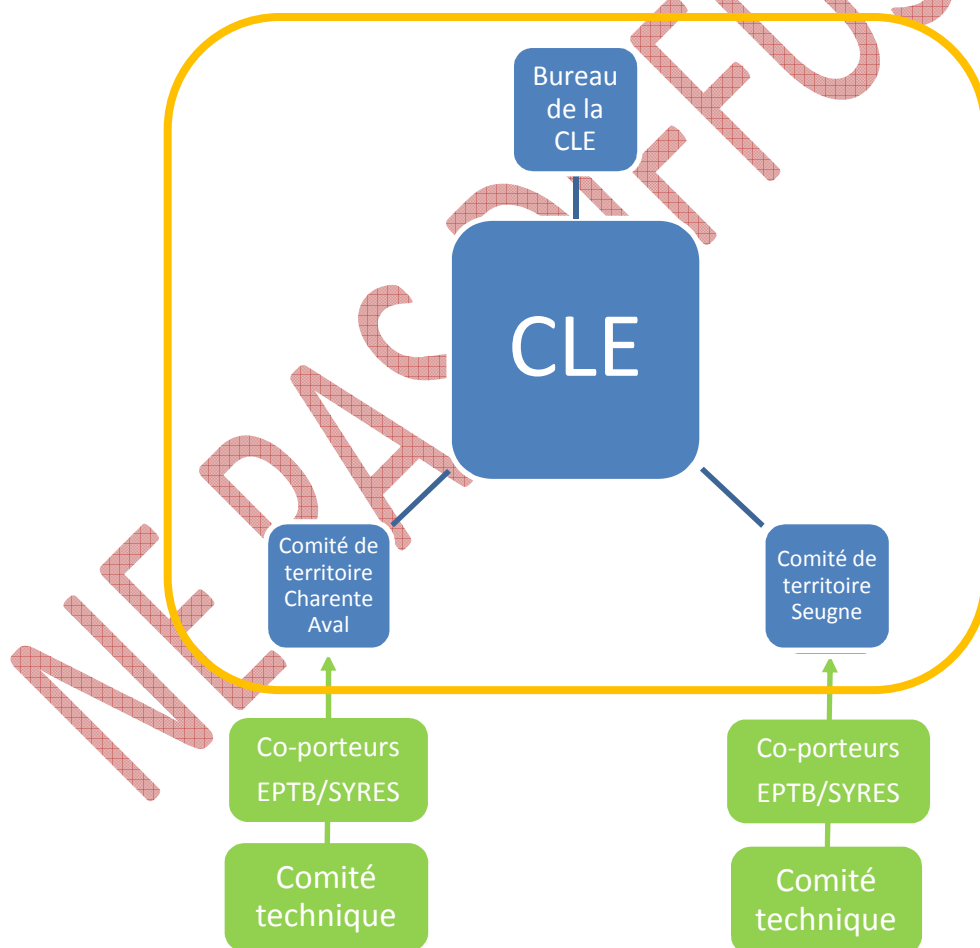 Bureau
de la
CLE
CLE
Comité de
territoire
Charente
Aval
Comité de
territoire
Seugne
Co-porteurs
EPTB/SYRES
Co-porteurs
EPTB/SYRES
Comité
technique
Comité
technique
NE PAS